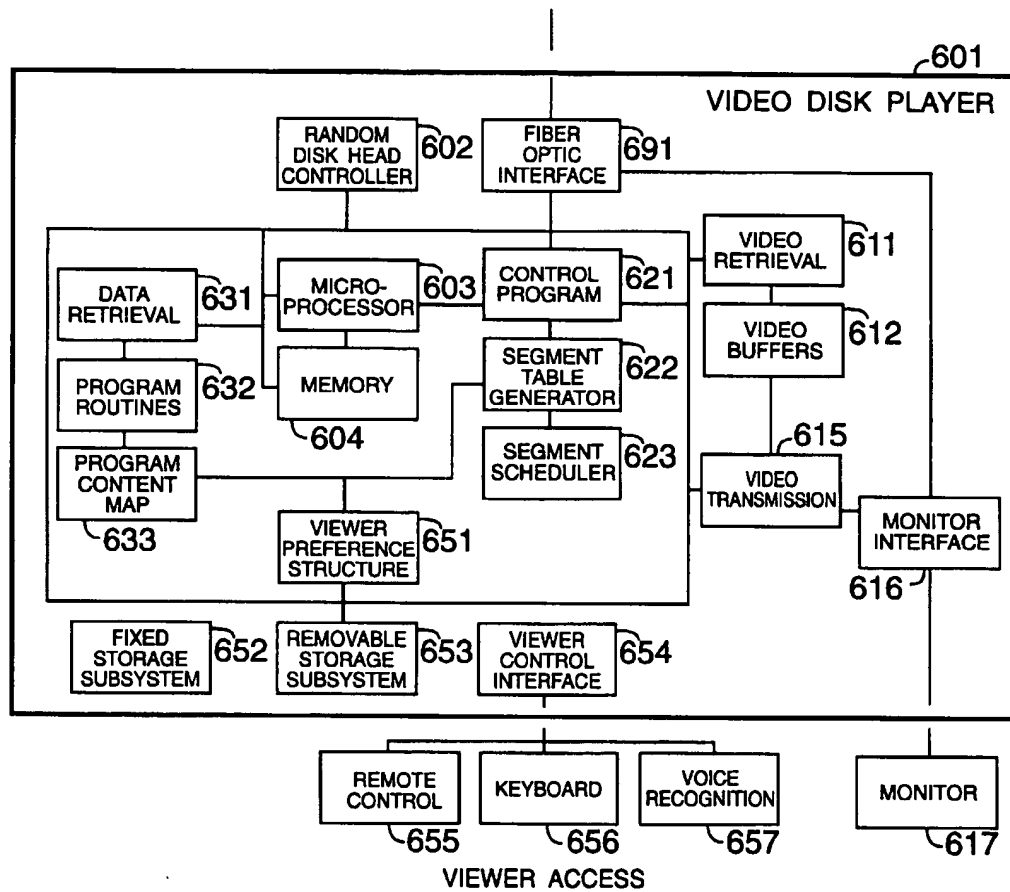 601
VIDEO DISK PLAYER
RANDOM
DISK HEAD
CONTROLLER
602
FIBER
OPTIC
INTERFACE
691
DATA
RETRIEVAL
631
MICRO-
PROCESSOR
603
CONTROL
PROGRAM
621
VIDEO
RETRIEVAL
611
PROGRAM
ROUTINES
632
MEMORY
604
SEGMENT
TABLE
GENERATOR
622
VIDEO
BUFFERS
612
PROGRAM
CONTENT
MAP
633
SEGMENT
SCHEDULER
623
615
VIDEO
TRANSMISSION
VIEWER
PREFERENCE
STRUCTURE
651
MONITOR
INTERFACE
616
FIXED
STORAGE
SUBSYSTEM
652
REMOVABLE
STORAGE
SUBSYSTEM
653
VIEWER
CONTROL
INTERFACE
654
REMOTE
CONTROL
655
KEYBOARD
656
VOICE
RECOGNITION
657
MONITOR
617
VIEWER ACCESS